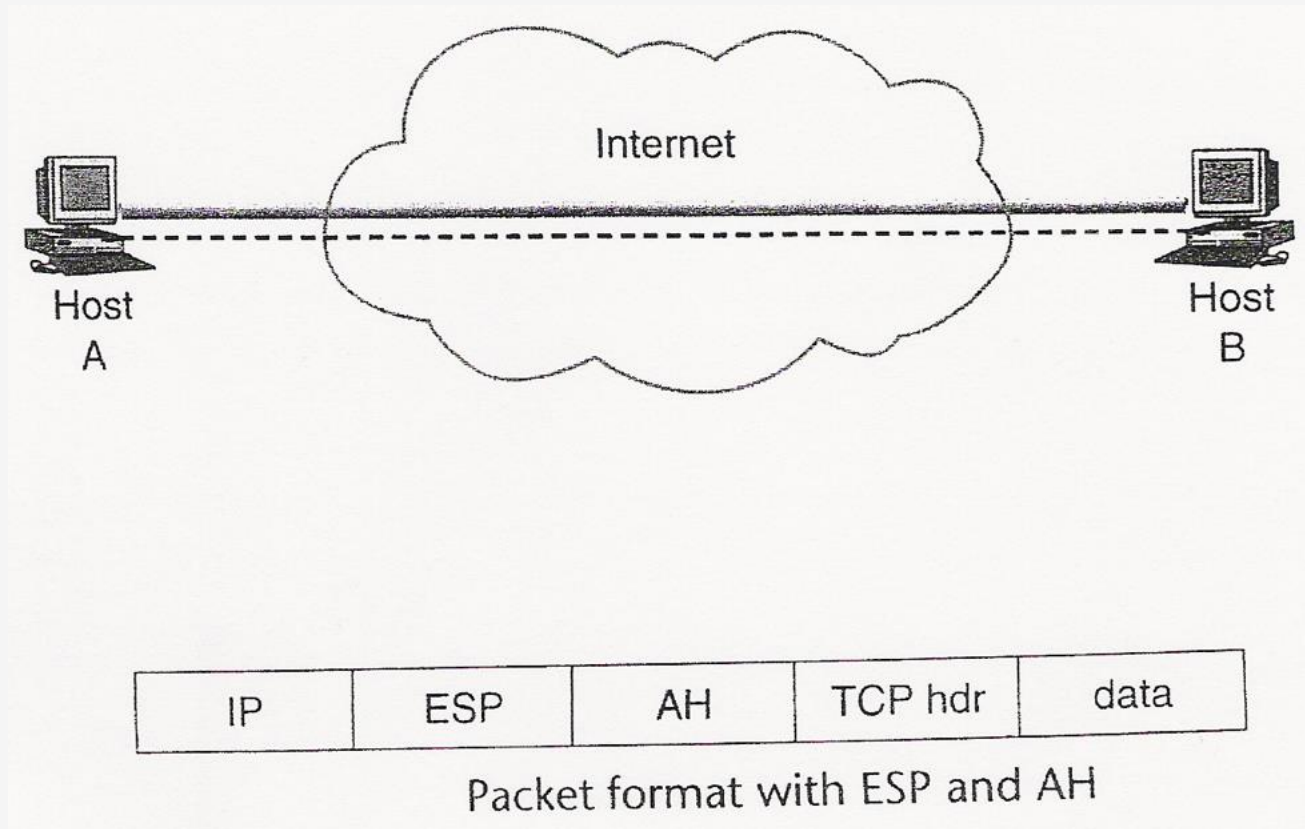 Internet
Host
A
Host
B
IP ESP AH TCP hdr data
Packet format with ESP and AH